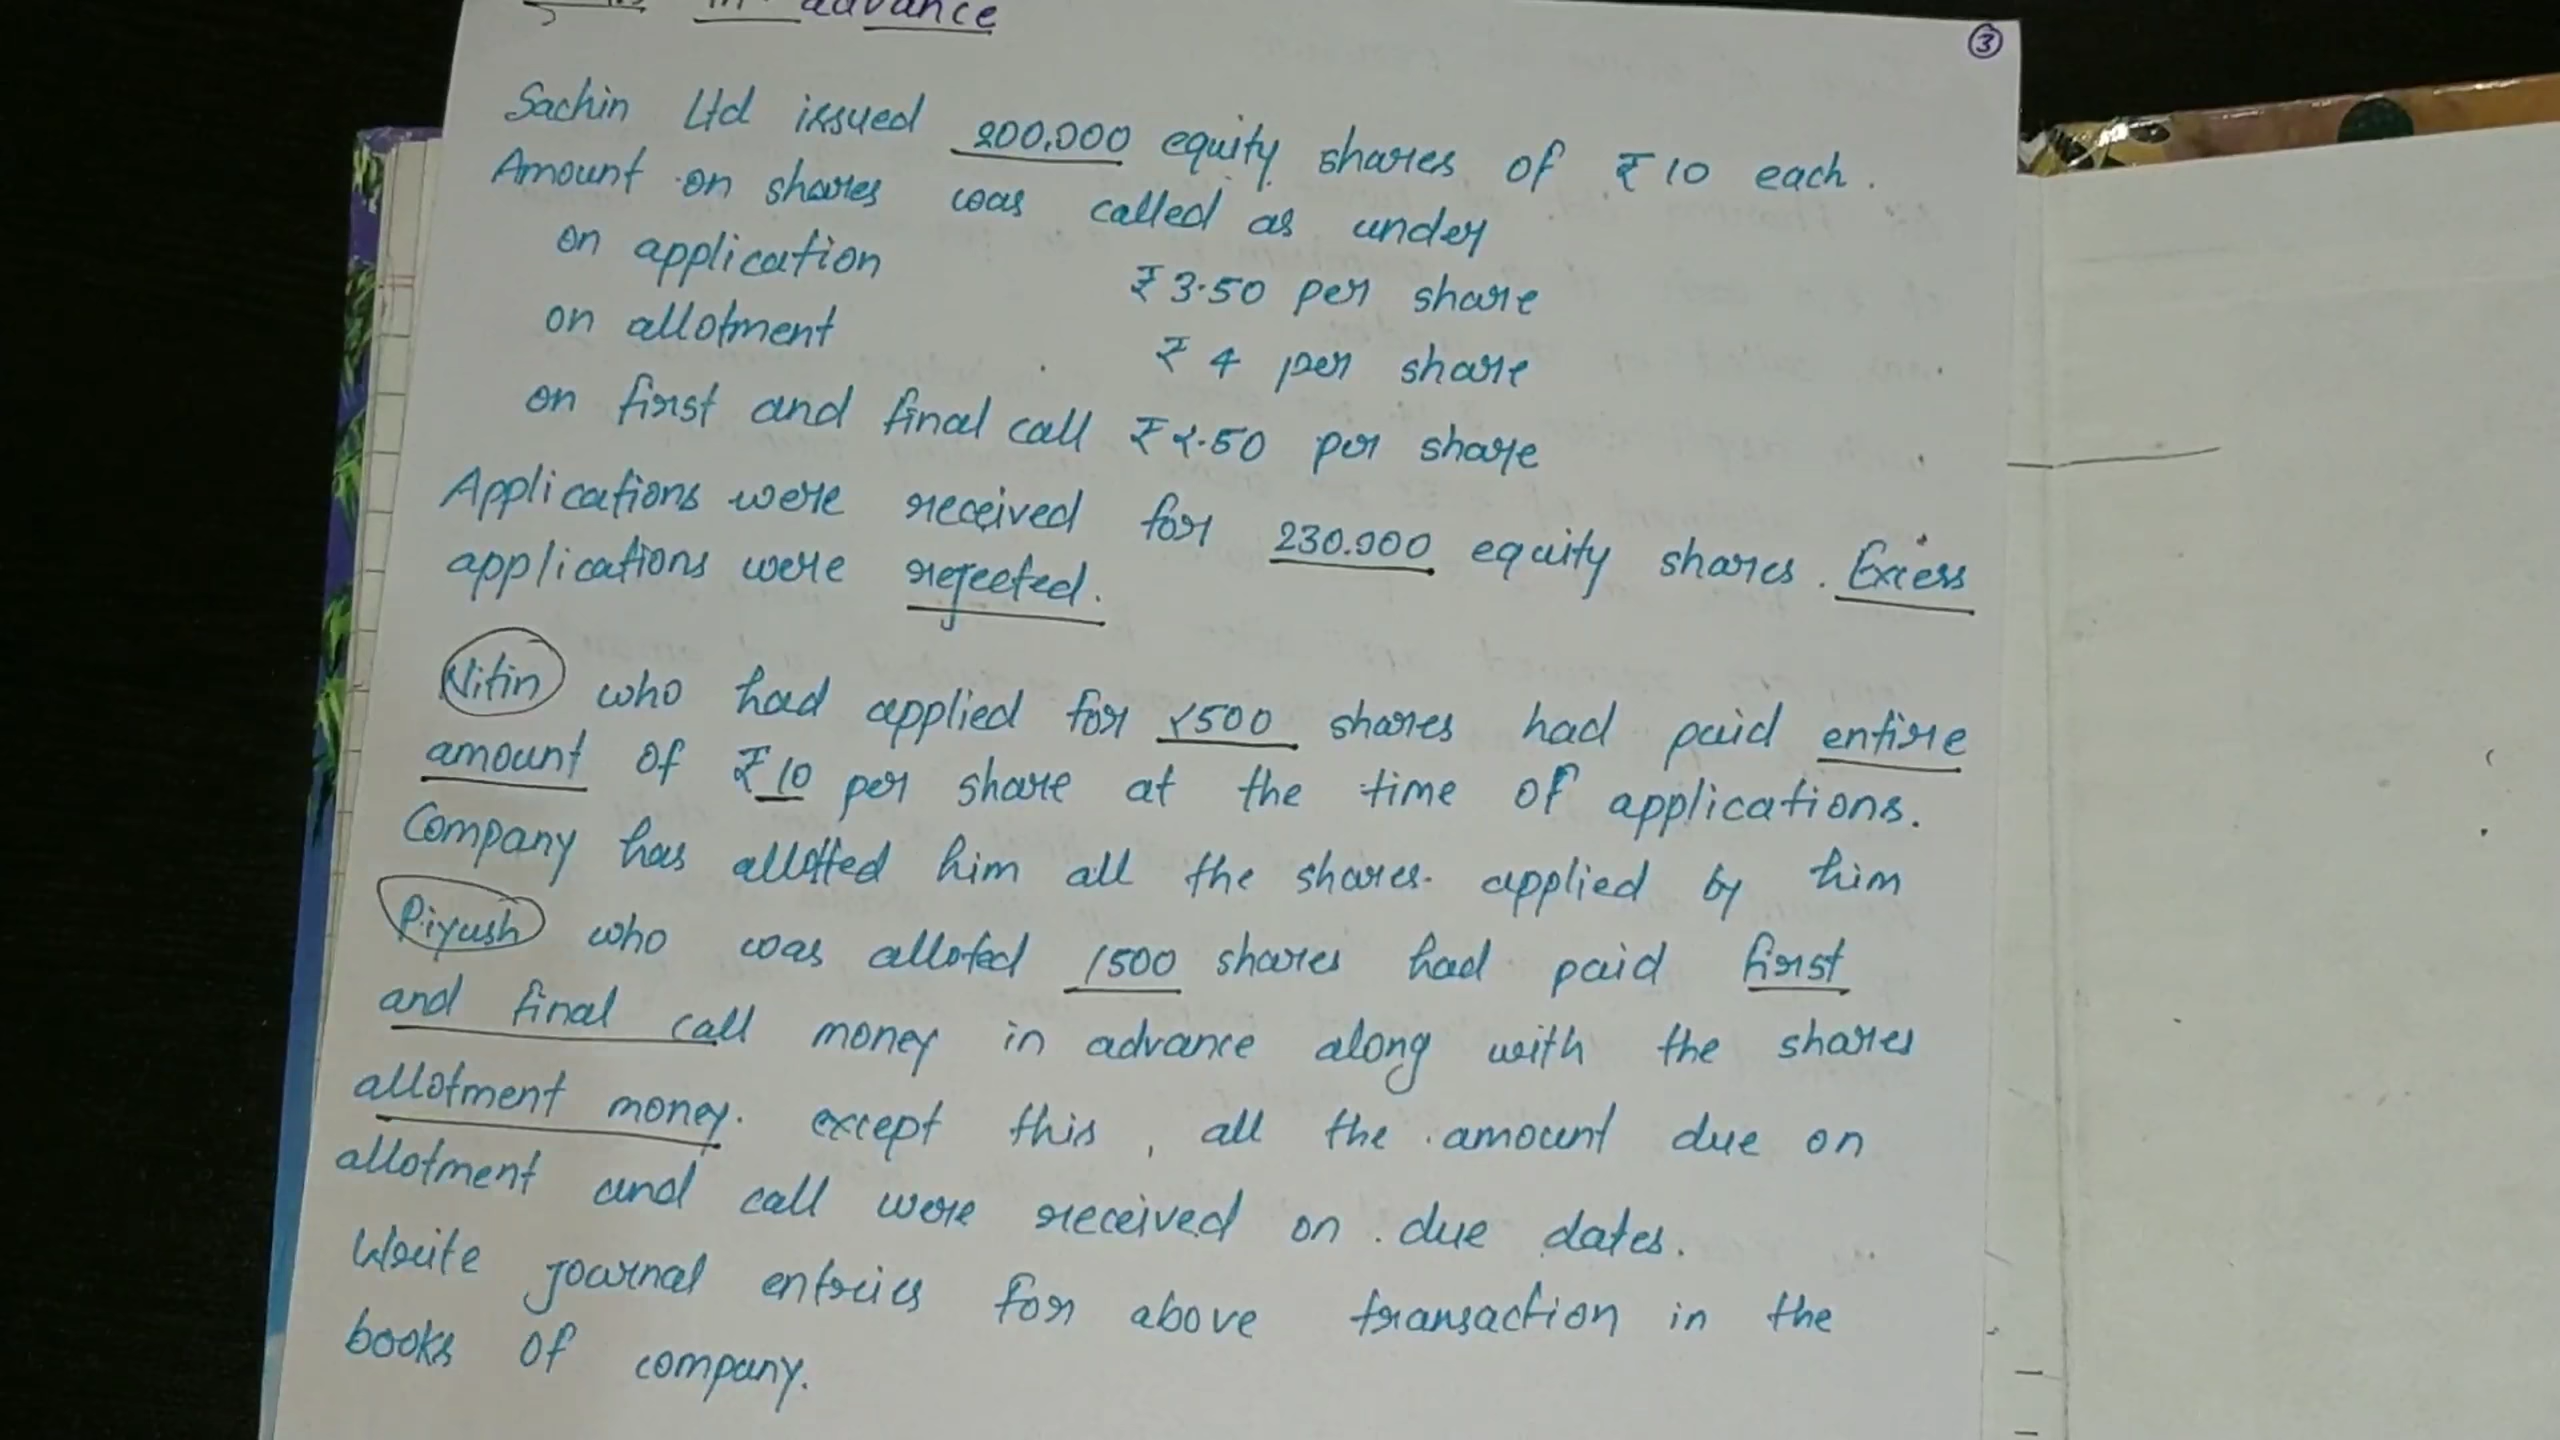 in advance
3
Sachin Ltd issued 200,000 equity shares of ₹10 each.
Amount on shares was called as under
on application ₹3.50 per share
on allotment ₹4 per share
on first and final call ₹2.50 per share
Applications were received for 230.000 equity shares. Excess
applications were rejected.
Nitin who had applied for 2500 shares had paid entire
amount of ₹10 per share at the time of applications.
Company has allotted him all the shares. applied by him
Piyush who was alloted 1500 shares had paid first
and final call money in advance along with the shares
allotment money. except this, all the amount due on
allotment and call were received on due dates.
Write journal entries for above transaction in the
books of company.